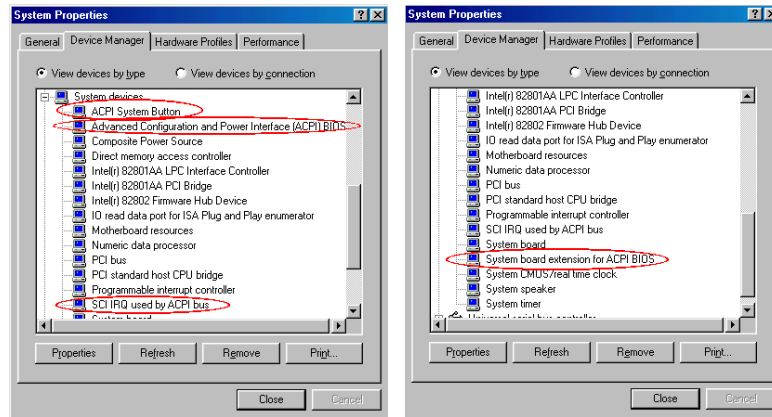 System Properties
General Device Manager Hardware Profiles Performance
View devices by type View devices by connection
System devices
ACPI System Button
Advanced Configuration and Power Interface (ACPI) BIOS
Composite Power Source
Direct memory access controller
Intel(r) 82801AA LPC Interface Controller
Intel(r) 82801AA PCI Bridge
Intel(r) 82802 Firmware Hub Device
IO read data port for ISA Plug and Play enumerator
Motherboard resources
Numeric data processor
PCI bus
PCI standard host CPU bridge
Programmable interrupt controller
SCI IRQ used by ACPI bus
System board
Properties Refresh Remove Print...
Close Cancel
System Properties
General Device Manager Hardware Profiles Performance
View devices by type View devices by connection
Intel(r) 82801AA LPC Interface Controller
Intel(r) 82801AA PCI Bridge
Intel(r) 82802 Firmware Hub Device
IO read data port for ISA Plug and Play enumerator
Motherboard resources
Numeric data processor
PCI bus
PCI standard host CPU bridge
Programmable interrupt controller
SCI IRQ used by ACPI bus
System board
System board extension for ACPI BIOS
System CMOS/real time clock
System speaker
System timer
Universal serial bus controller
Properties Refresh Remove Print...
Close Cancel